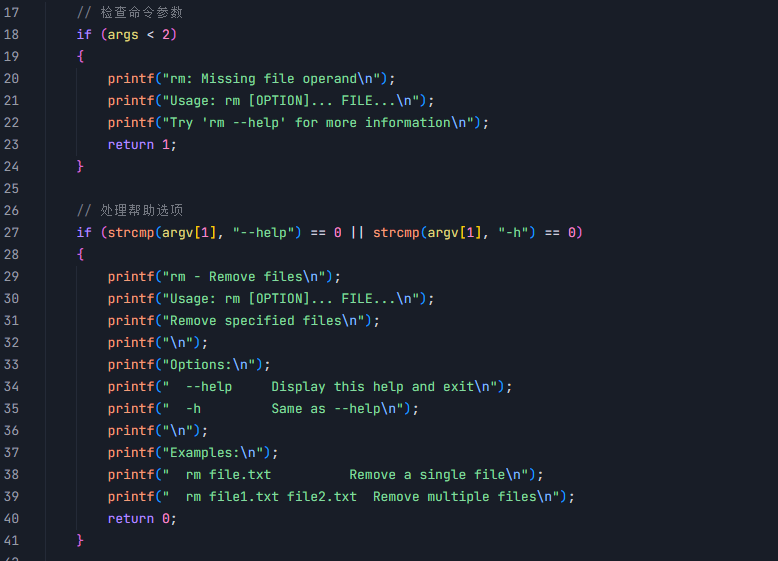 17 // 检查命令参数
18 if (args < 2)
19 {
20 printf("rm: Missing file operand\n");
21 printf("Usage: rm [OPTION]... FILE...\n");
22 printf("Try 'rm --help' for more information\n");
23 return 1;
24 }
25
26 // 处理帮助选项
27 if (strcmp(argv[1], "--help") == 0 || strcmp(argv[1], "-h") == 0)
28 {
29 printf("rm - Remove files\n");
30 printf("Usage: rm [OPTION]... FILE...\n");
31 printf("Remove specified files\n");
32 printf("\n");
33 printf("Options:\n");
34 printf("  --help     Display this help and exit\n");
35 printf("  -h         Same as --help\n");
36 printf("\n");
37 printf("Examples:\n");
38 printf("  rm file.txt          Remove a single file\n");
39 printf("  rm file1.txt file2.txt  Remove multiple files\n");
40 return 0;
41 }